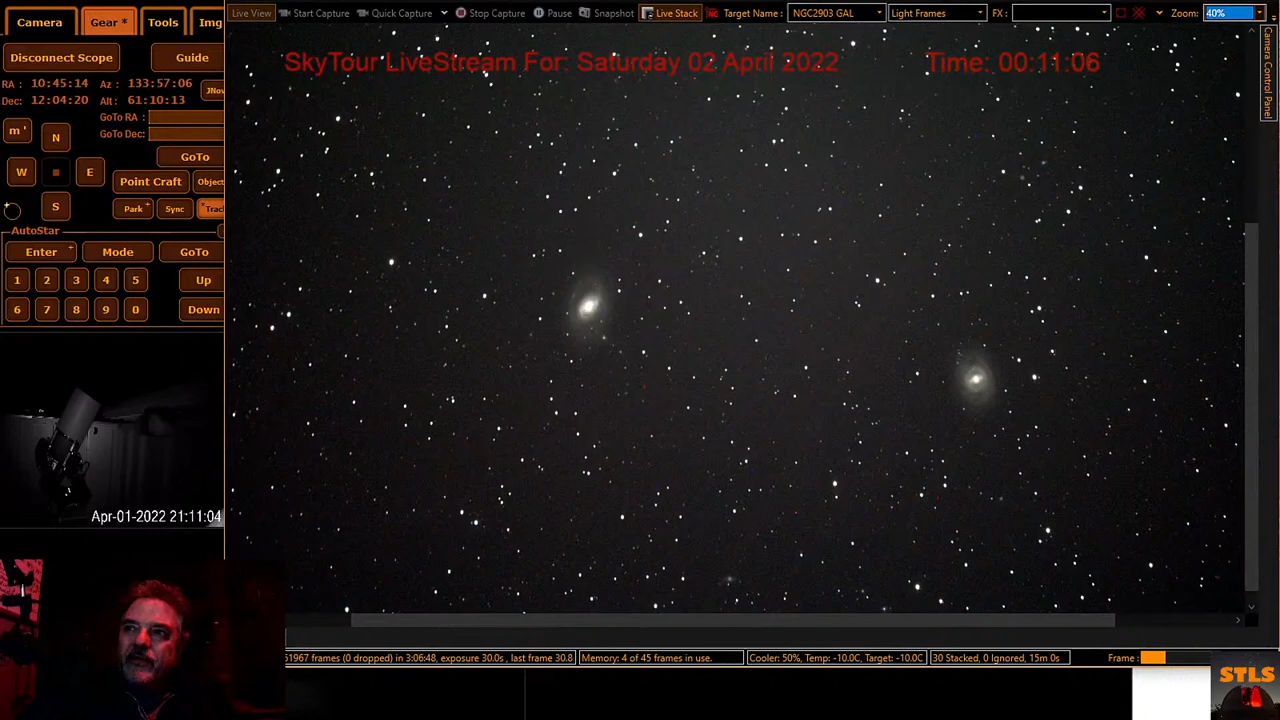 Camera Gear * Tools Img
Live View Start Capture Quick Capture Stop Capture Pause Snapshot Live Stack Target Name : NGC2903 GAL Light Frames FX : Zoom: 40%
Disconnect Scope Guide
SkyTour LiveStream For: Saturday 02 April 2022 Time: 00:11:06
RA : 10:45:14 Az : 133:57:06
Dec: 12:04:20 Alt : 61:10:13
JNow
GoTo RA :
GoTo Dec:
m ' N
GoTo
W E Point Craft Object
S Park + Sync Trac
AutoStar
Enter + Mode GoTo
1 2 3 4 5 Up
6 7 8 9 0 Down
Camera Control Panel
Apr-01-2022 21:11:04
51967 frames (0 dropped) in 3:06:48, exposure 30.0s , last frame 30.8
Memory: 4 of 45 frames in use.
Cooler: 50%, Temp: -10.0C, Target: -10.0C
30 Stacked, 0 Ignored, 15m 0s
Frame :
STLS